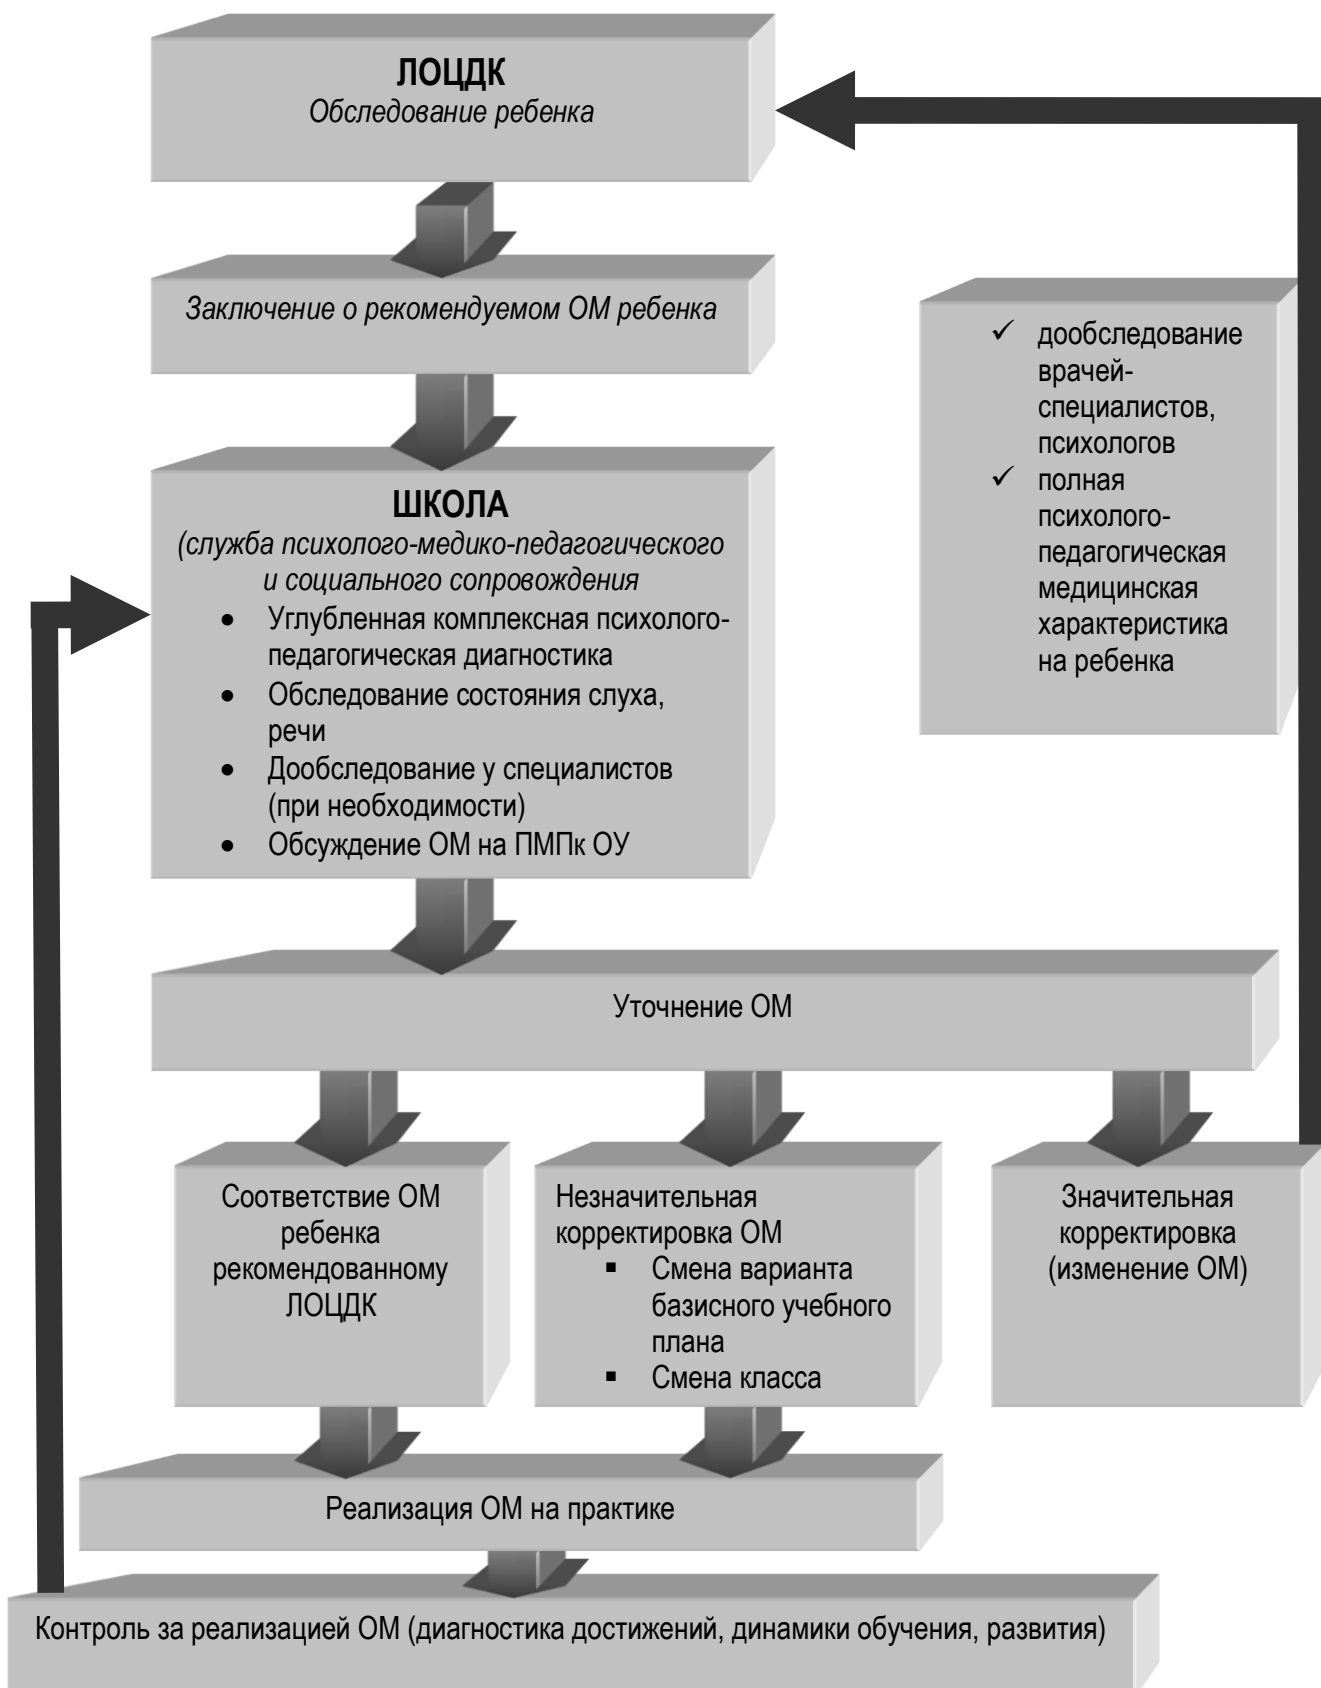 ЛОЦДК
Обследование ребенка
Заключение о рекомендуемом ОМ ребенка
✓ дообследование
врачей-
специалистов,
психологов
✓ полная
психолого-
педагогическая
медицинская
характеристика
на ребенка
ШКОЛА
(служба психолого-медико-педагогического
и социального сопровождения
• Углубленная комплексная психолого-
педагогическая диагностика
• Обследование состояния слуха,
речи
• Дообследование у специалистов
(при необходимости)
• Обсуждение ОМ на ПМПк ОУ
Уточнение ОМ
Соответствие ОМ
ребенка
рекомендованному
ЛОЦДК
Незначительная
корректировка ОМ
▪ Смена варианта
базисного учебного
плана
▪ Смена класса
Значительная
корректировка
(изменение ОМ)
Реализация ОМ на практике
Контроль за реализацией ОМ (диагностика достижений, динамики обучения, развития)